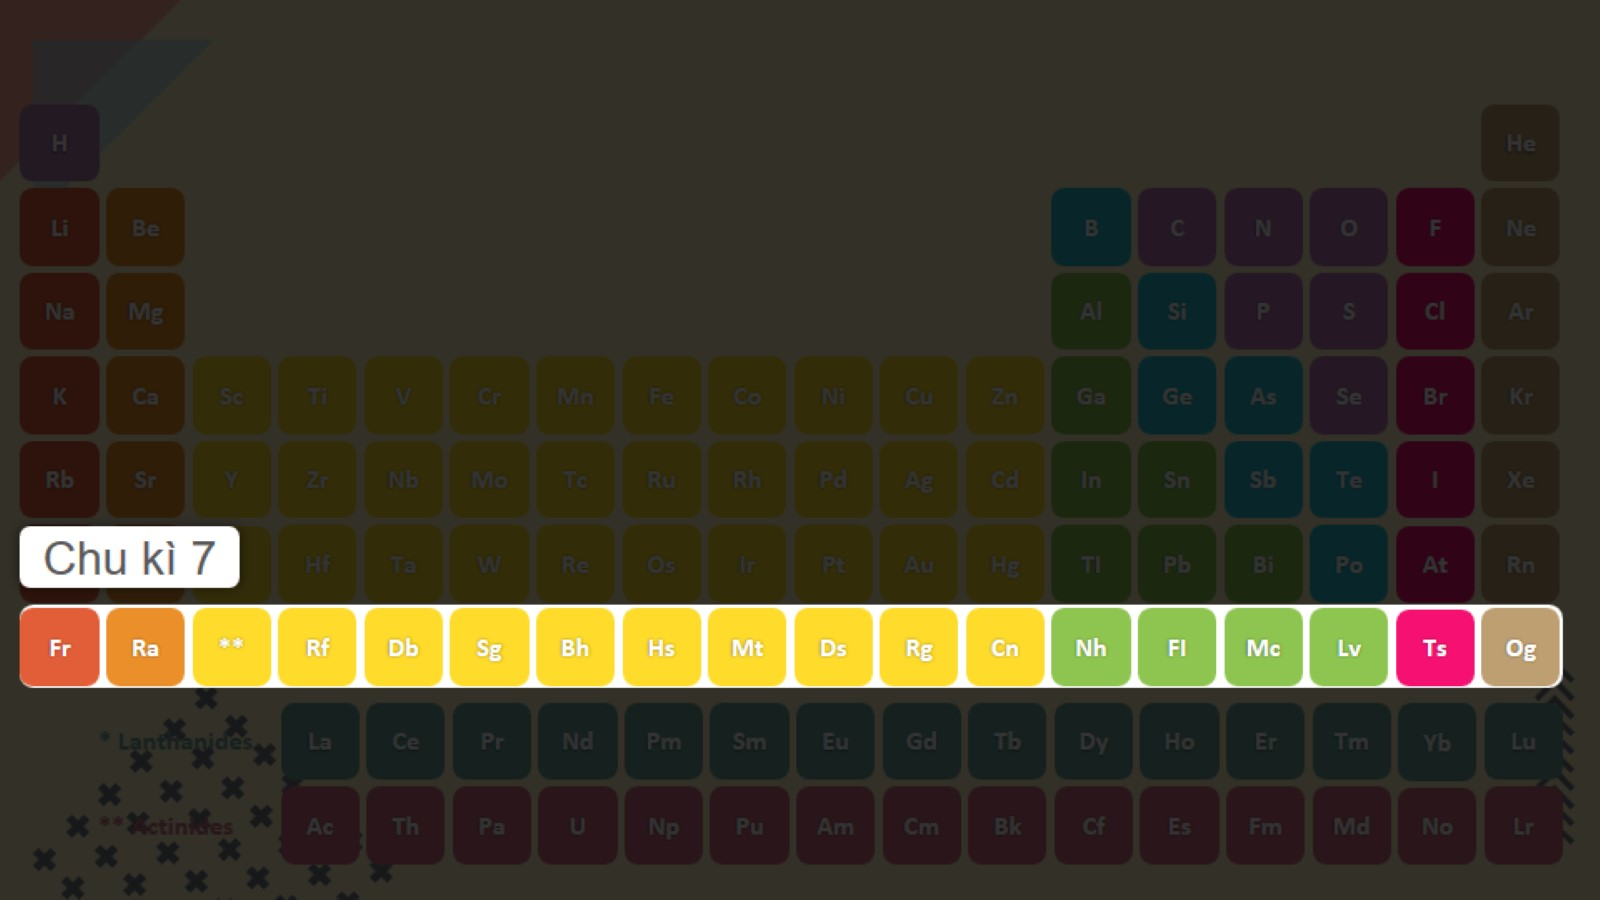 H He
Li Be B C N O F Ne
Na Mg Al Si P S Cl Ar
K Ca Sc Ti V Cr Mn Fe Co Ni Cu Zn Ga Ge As Se Br Kr
Rb Sr Y Zr Nb Mo Tc Ru Rh Pd Ag Cd In Sn Sb Te I Xe
Chu kì 7 Hf Ta W Re Os Ir Pt Au Hg Tl Pb Bi Po At Rn
Fr Ra ** Rf Db Sg Bh Hs Mt Ds Rg Cn Nh Fl Mc Lv Ts Og
* Lanthanides La Ce Pr Nd Pm Sm Eu Gd Tb Dy Ho Er Tm Yb Lu
** Actinides Ac Th Pa U Np Pu Am Cm Bk Cf Es Fm Md No Lr